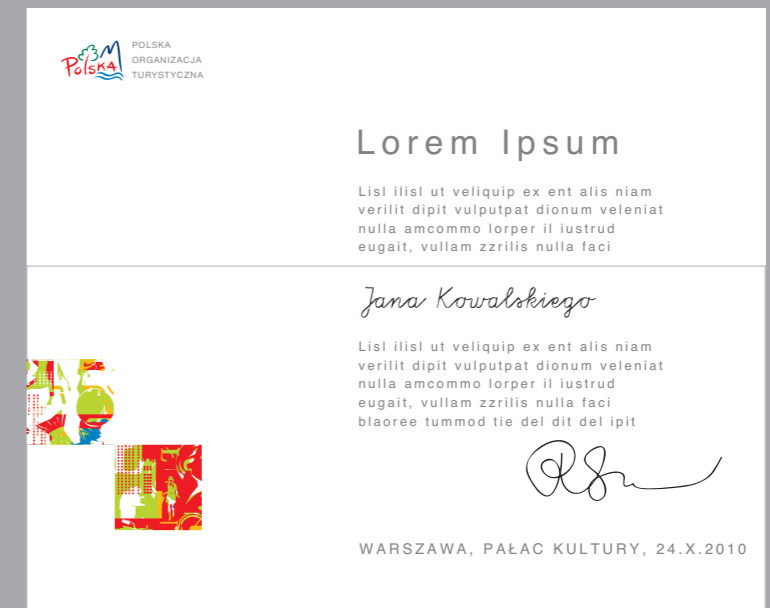 POLSKA
ORGANIZACJA
TURYSTYCZNA
Polska
Lorem Ipsum
Lisl ilisl ut veliquip ex ent alis niam
verilit dipit vulputpat dionum veleniat
nulla amcommo lorper il iustrud
eugait, vullam zzrilis nulla faci
Jana Kowalskiego
Lisl ilisl ut veliquip ex ent alis niam
verilit dipit vulputpat dionum veleniat
nulla amcommo lorper il iustrud
eugait, vullam zzrilis nulla faci
blaoree tummod tie del dit del ipit
WARSZAWA, PAŁAC KULTURY, 24.X.2010